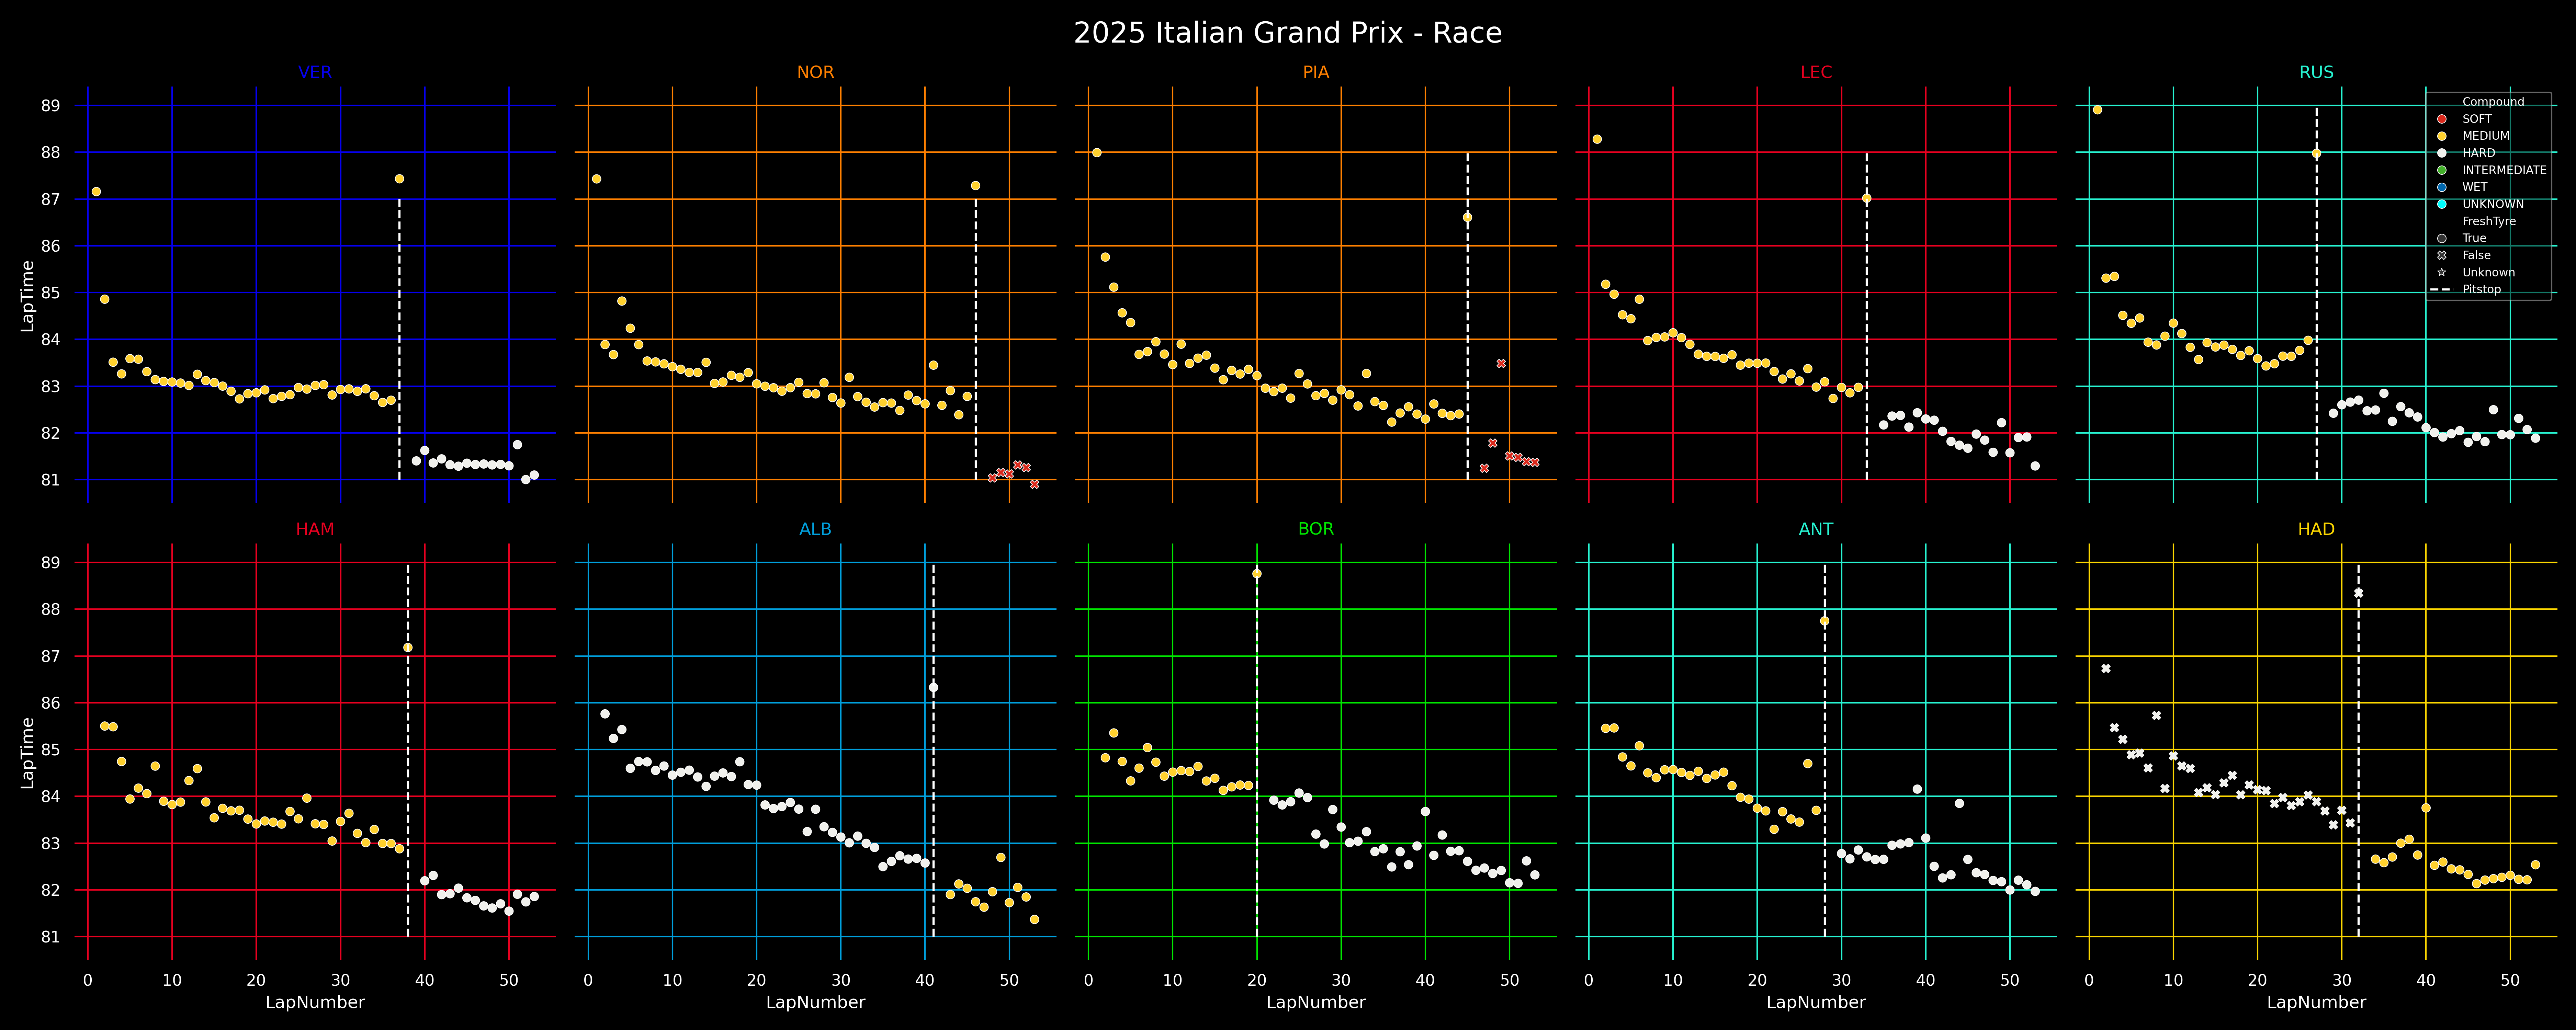 2025 Italian Grand Prix - Race
VER
NOR
PIA
LEC
RUS
LapTime
89
88
87
86
85
84
83
82
81
Compound
SOFT
MEDIUM
HARD
INTERMEDIATE
WET
UNKNOWN
FreshTyre
True
False
Unknown
Pitstop
HAM
ALB
BOR
ANT
HAD
LapTime
89
88
87
86
85
84
83
82
81
0 10 20 30 40 50
0 10 20 30 40 50
0 10 20 30 40 50
0 10 20 30 40 50
0 10 20 30 40 50
LapNumber
LapNumber
LapNumber
LapNumber
LapNumber